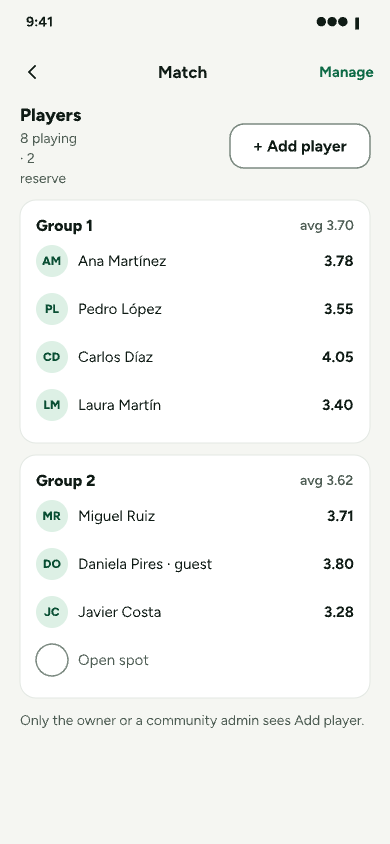 9:41
Match
Manage
Players
8 playing
· 2
reserve
+ Add player
Group 1
avg 3.70
AM Ana Martínez 3.78
PL Pedro López 3.55
CD Carlos Díaz 4.05
LM Laura Martín 3.40
Group 2
avg 3.62
MR Miguel Ruiz 3.71
DO Daniela Pires · guest 3.80
JC Javier Costa 3.28
Open spot
Only the owner or a community admin sees Add player.